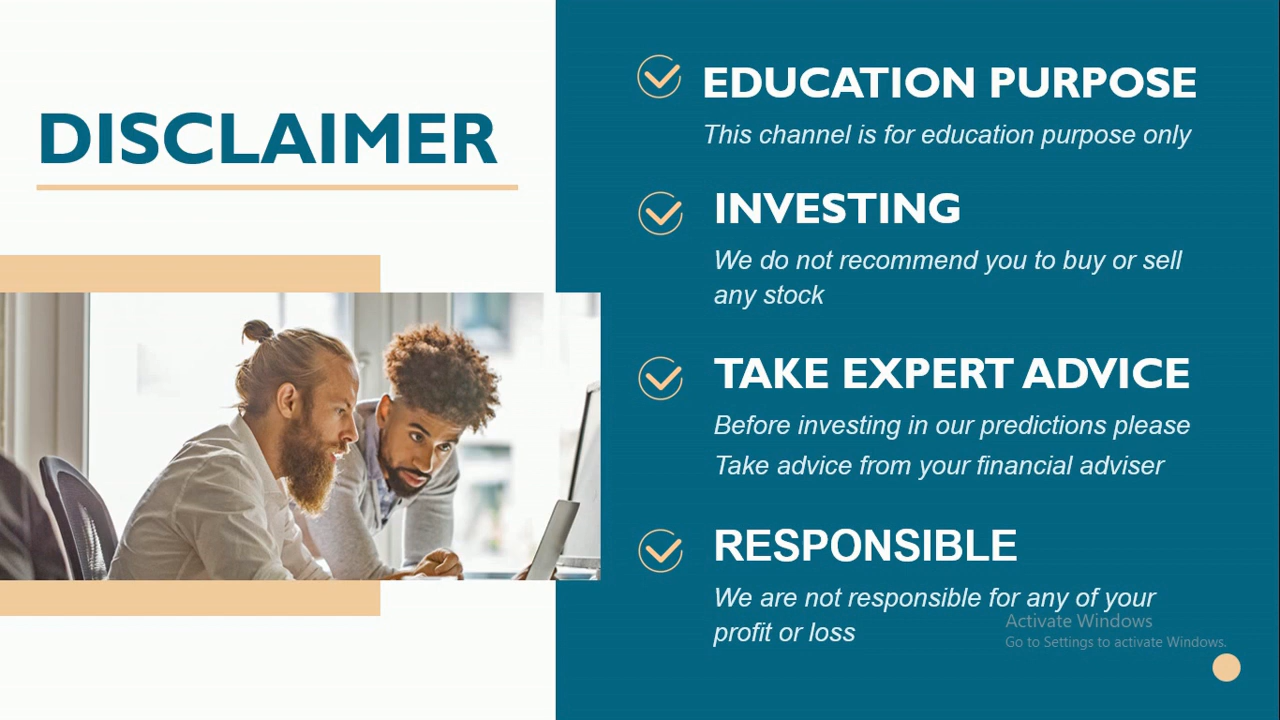 DISCLAIMER
EDUCATION PURPOSE
This channel is for education purpose only
INVESTING
We do not recommend you to buy or sell
any stock
TAKE EXPERT ADVICE
Before investing in our predictions please
Take advice from your financial adviser
RESPONSIBLE
We are not responsible for any of your
profit or loss
Activate Windows
Go to Settings to activate Windows.